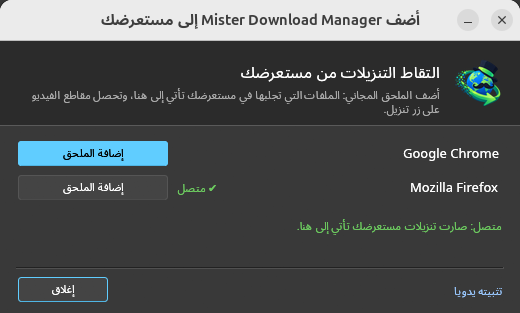 أضف Mister Download Manager إلى مستعرضك
التقاط التنزيلات من مستعرضك
أضف الملحق المجاني: الملفات التي تجلبها في مستعرضك تأتي إلى هنا، وتحصل مقاطع الفيديو
على زر تنزيل.
Google Chrome
إضافة الملحق
Mozilla Firefox
✔ متصل
إضافة الملحق
متصل: صارت تنزيلات مستعرضك تأتي إلى هنا.
تثبيته يدويا
إغلاق